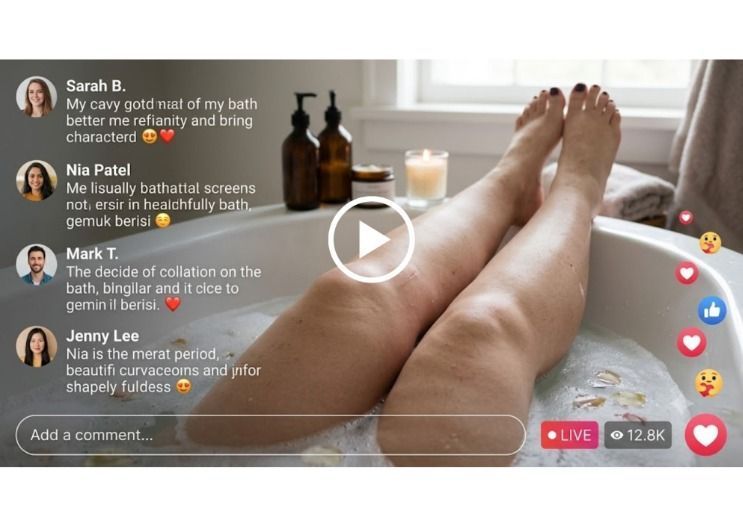 Sarah B.
My cavy gotd mat of my bath
better me refianity and bring
characterd
Nia Patel
Me lisually bathattal screens
not, ersir in healchfully bath,
gemuk berisi
Mark T.
The decide of collation on the
bath, blngllar and it cice to
gemin il berisi.
Jenny Lee
Nia is the merat period,
beautifi curvaceoms and jnfor
shapely fuldess
Add a comment...
LIVE
12.8K